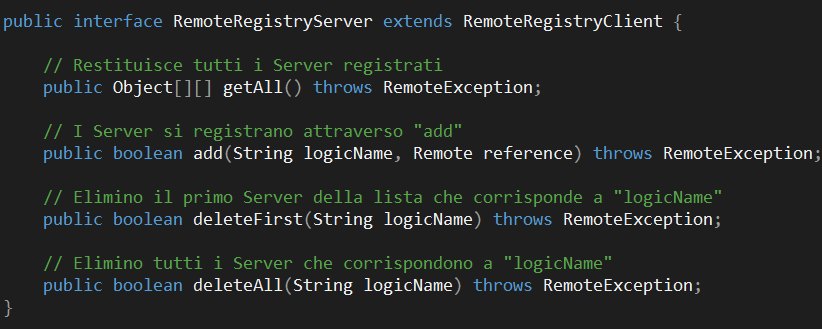 public interface RemoteRegistryServer extends RemoteRegistryClient {
// Restituisce tutti i Server registrati
public Object[][] getAll() throws RemoteException;
// I Server si registrano attraverso "add"
public boolean add(String logicName, Remote reference) throws RemoteException;
// Elimino il primo Server della lista che corrisponde a "logicName"
public boolean deleteFirst(String logicName) throws RemoteException;
// Elimino tutti i Server che corrispondono a "logicName"
public boolean deleteAll(String logicName) throws RemoteException;
}